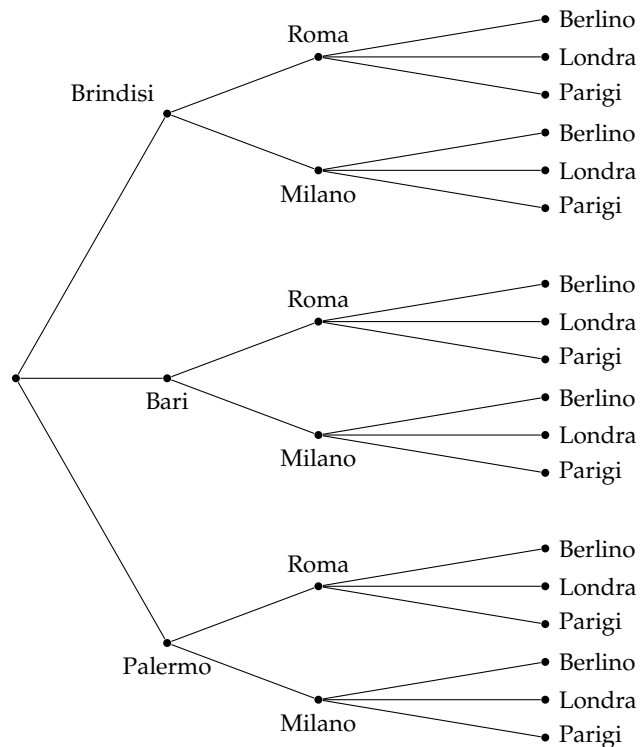 Berlino
Roma
Londra
Parigi
Brindisi
Berlino
Londra
Milano
Parigi
Berlino
Roma
Londra
Parigi
Bari
Berlino
Londra
Milano
Parigi
Berlino
Roma
Londra
Parigi
Palermo
Berlino
Londra
Milano
Parigi